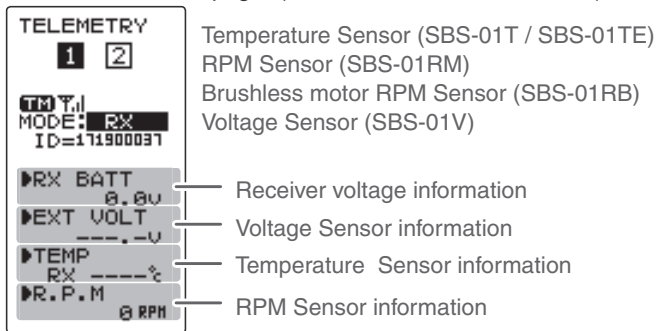 TELEMETRY
1 2
TM
MODE: RX
ID=171900037
▶RX BATT
0.0V
▶EXT VOLT
---.-V
▶TEMP
RX ----℃
▶R.P.M
0 RPM
Temperature Sensor (SBS-01T / SBS-01TE)
RPM Sensor (SBS-01RM)
Brushless motor RPM Sensor (SBS-01RB)
Voltage Sensor (SBS-01V)
Receiver voltage information
Voltage Sensor information
Temperature Sensor information
RPM Sensor information